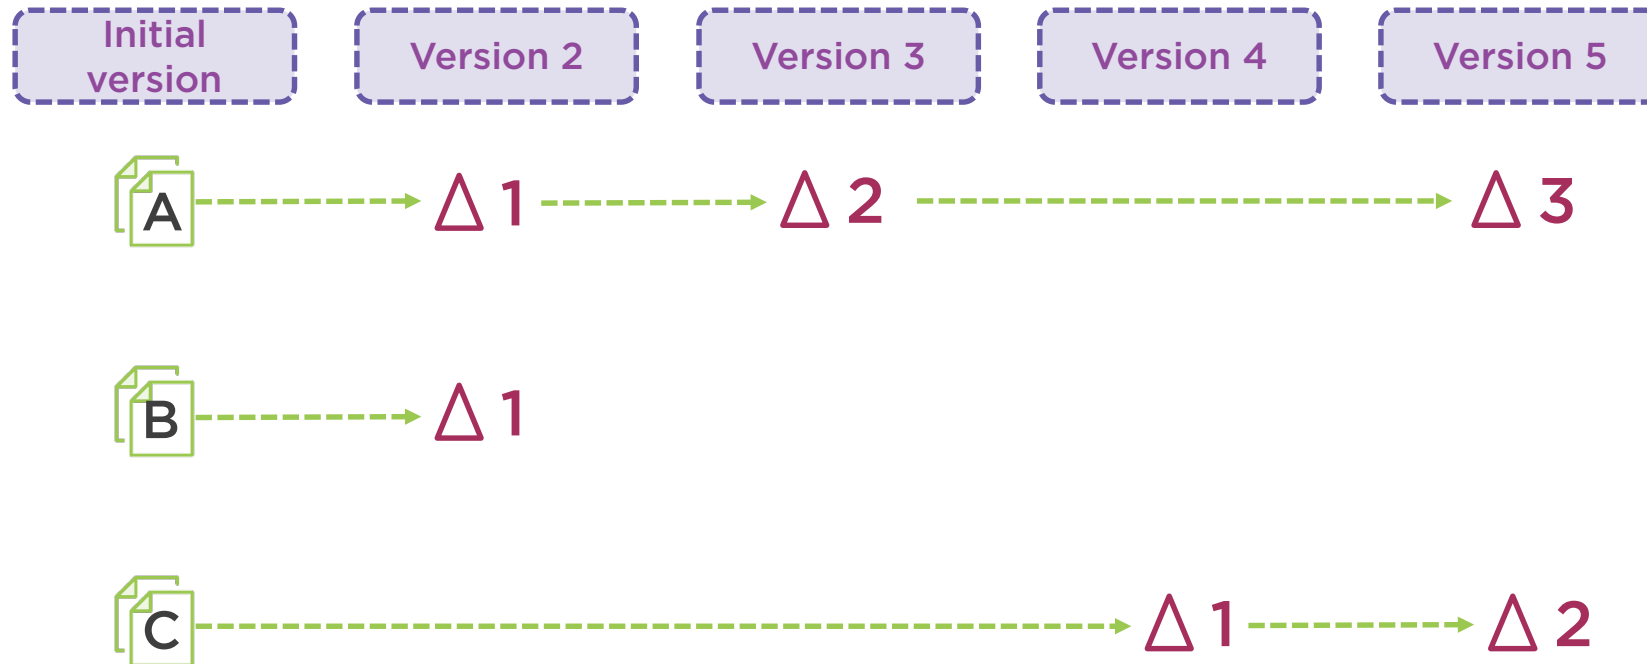 Initial
version
Version 2
Version 3
Version 4
Version 5
A
Δ 1
Δ 2
Δ 3
B
Δ 1
C
Δ 1
Δ 2